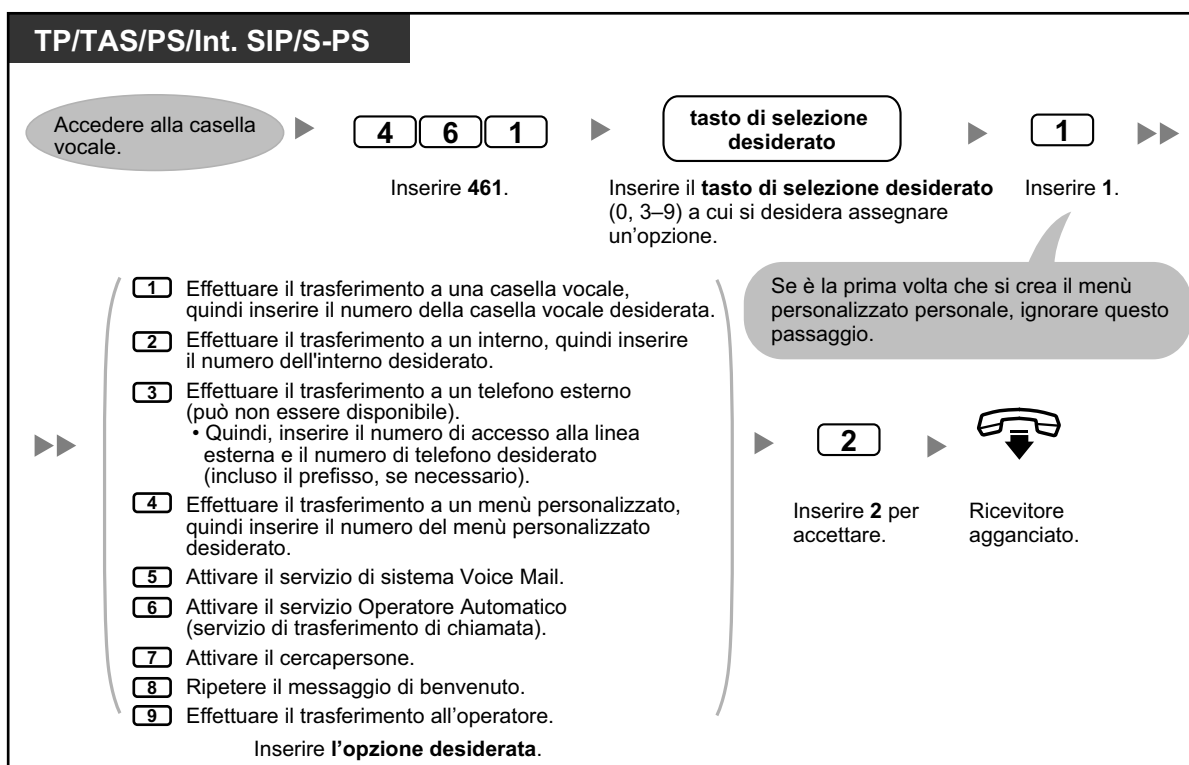 TP/TAS/PS/Int. SIP/S-PS
Accedere alla casella
vocale.
4 6 1
Inserire 461.
tasto di selezione
desiderato
Inserire il tasto di selezione desiderato
(0, 3–9) a cui si desidera assegnare
un’opzione.
1
Inserire 1.
Se è la prima volta che si crea il menù
personalizzato personale, ignorare questo
passaggio.
1 Effettuare il trasferimento a una casella vocale,
quindi inserire il numero della casella vocale desiderata.
2 Effettuare il trasferimento a un interno, quindi inserire
il numero dell'interno desiderato.
3 Effettuare il trasferimento a un telefono esterno
(può non essere disponibile).
• Quindi, inserire il numero di accesso alla linea
esterna e il numero di telefono desiderato
(incluso il prefisso, se necessario).
4 Effettuare il trasferimento a un menù personalizzato,
quindi inserire il numero del menù personalizzato
desiderato.
5 Attivare il servizio di sistema Voice Mail.
6 Attivare il servizio Operatore Automatico
(servizio di trasferimento di chiamata).
7 Attivare il cercapersone.
8 Ripetere il messaggio di benvenuto.
9 Effettuare il trasferimento all’operatore.
Inserire l’opzione desiderata.
2
Inserire 2 per
accettare.
Ricevitore
agganciato.